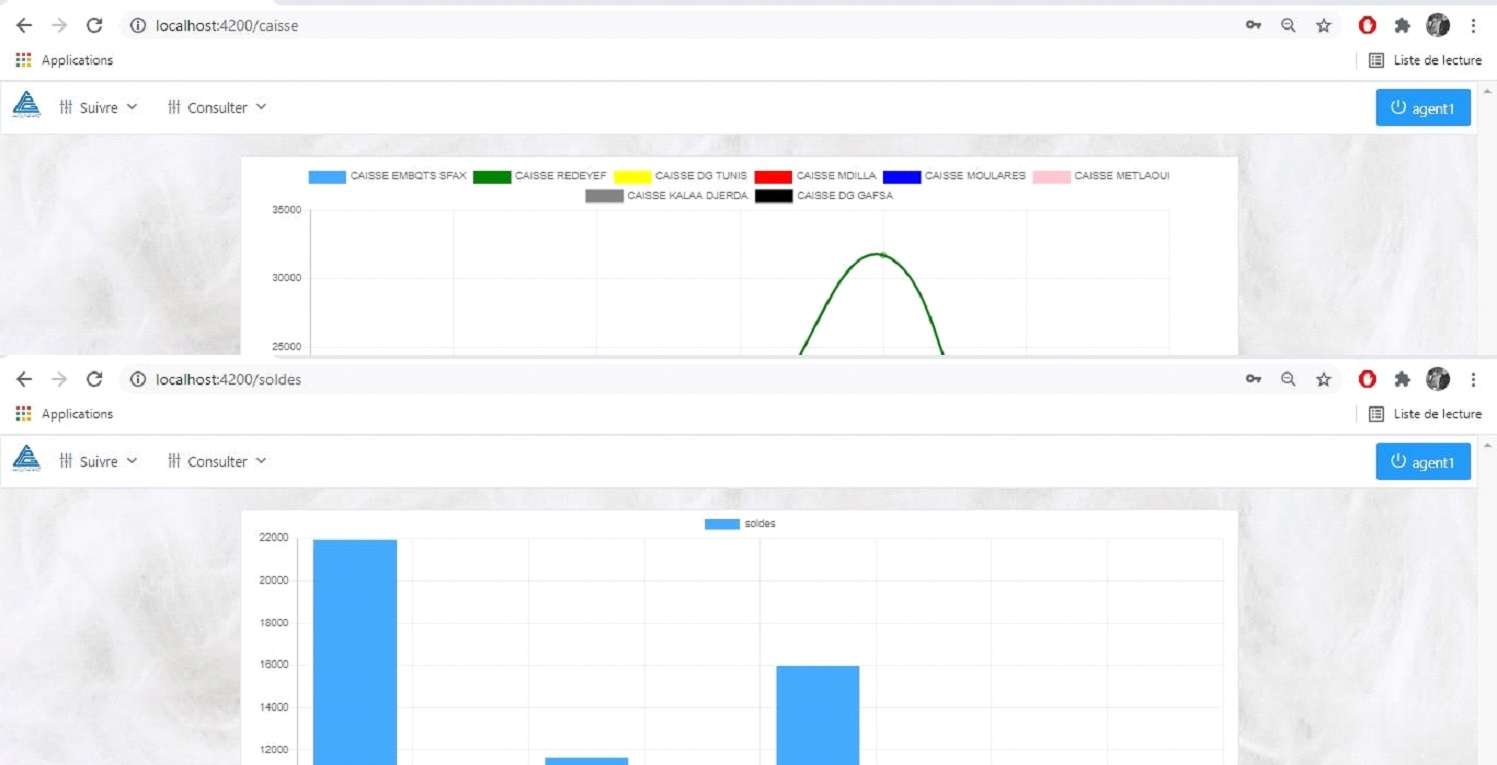 localhost:4200/caisse
Applications Liste de lecture
Suivre Consulter agent1
CAISSE EMBQTS SFAX CAISSE REDEYEF CAISSE DG TUNIS CAISSE MDILLA CAISSE MOULARES CAISSE METLAOUI
CAISSE KALAA DJERDA CAISSE DG GAFSA
35000
30000
25000
localhost:4200/soldes
Applications Liste de lecture
Suivre Consulter agent1
soldes
22000
20000
18000
16000
14000
12000